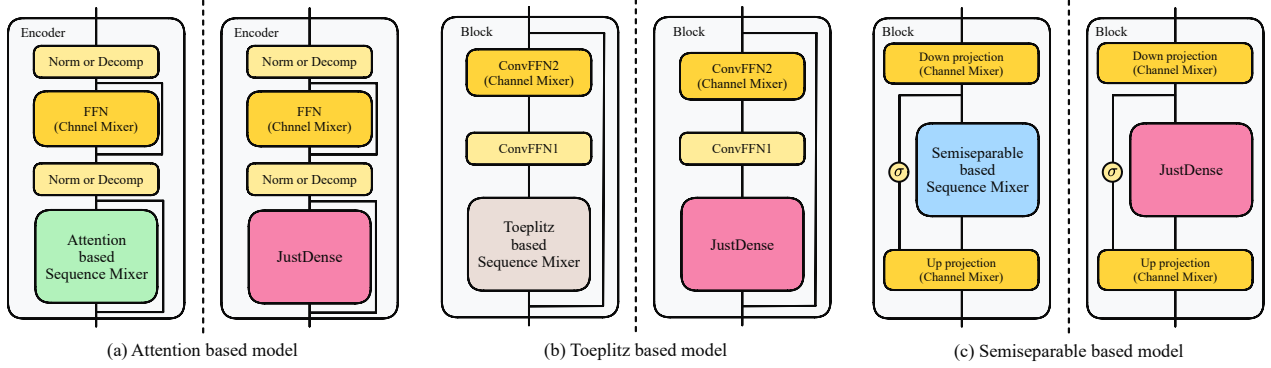 Encoder
Norm or Decomp
FFN
(Chnnel Mixer)
Norm or Decomp
Attention
based
Sequence Mixer
Encoder
Norm or Decomp
FFN
(Chnnel Mixer)
Norm or Decomp
JustDense
(a) Attention based model
Block
ConvFFN2
(Channel Mixer)
ConvFFN1
Toeplitz
based
Sequence Mixer
Block
ConvFFN2
(Channel Mixer)
ConvFFN1
JustDense
(b) Toeplitz based model
Block
Down projection
(Channel Mixer)
Semiseparable
based
Sequence Mixer
σ
Up projection
(Channel Mixer)
Block
Down projection
(Channel Mixer)
JustDense
σ
Up projection
(Channel Mixer)
(c) Semiseparable based model